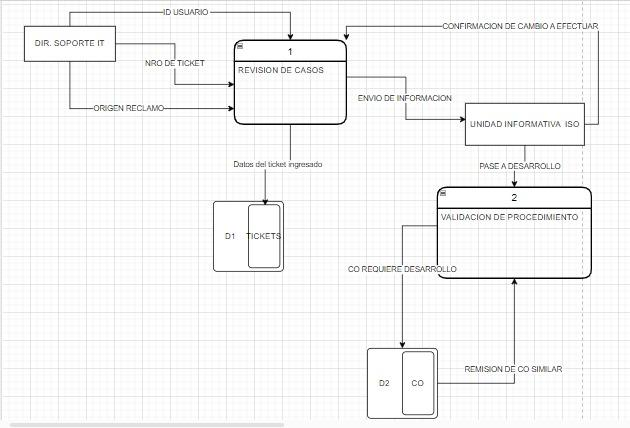 ID USUARIO
CONFIRMACION DE CAMBIO A EFECTUAR
DIR. SOPORTE IT
1
NRO DE TICKET
REVISION DE CASOS
ENVIO DE INFORMACION
ORIGEN RECLAMO
UNIDAD INFORMATIVA ISO
Datos del ticket ingresado
PASE A DESARROLLO
2
VALIDACION DE PROCEDIMIENTO
D1
TICKETS
CO REQUIERE DESARROLLO
REMISION DE CO SIMILAR
D2
CO